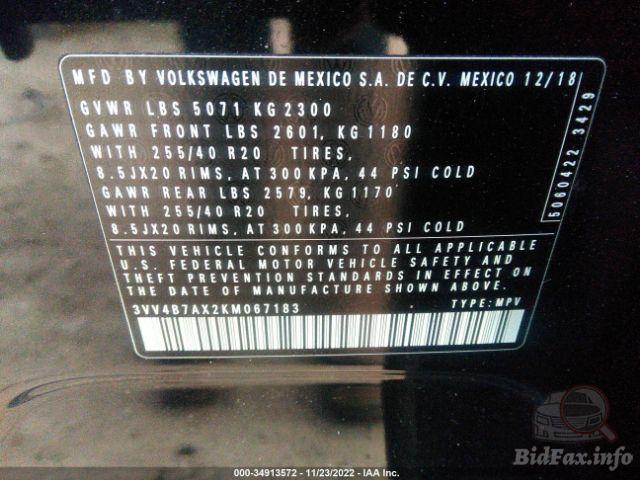 MFD BY VOLKSWAGEN DE MEXICO S.A. DE C.V. MEXICO 12/18
GVWR LBS 5071 KG 2300
GAWR FRONT LBS 2601, KG 1180
WITH 255/40 R20 TIRES,
8.5JX20 RIMS, AT 300 KPA, 44 PSI COLD
GAWR REAR LBS 2579, KG 1170
WITH 255/40 R20 TIRES,
8.5JX20 RIMS, AT 300 KPA, 44 PSI COLD
THIS VEHICLE CONFORMS TO ALL APPLICABLE
U.S. FEDERAL MOTOR VEHICLE SAFETY AND
THEFT PREVENTION STANDARDS IN EFFECT ON
THE DATE OF MANUFACTURE SHOWN ABOVE.
3VV4B7AX2KM067183 TYPE: MPV
5060422 3429
000-34913572 - 11/23/2022 - IAA Inc.
BidFax.info